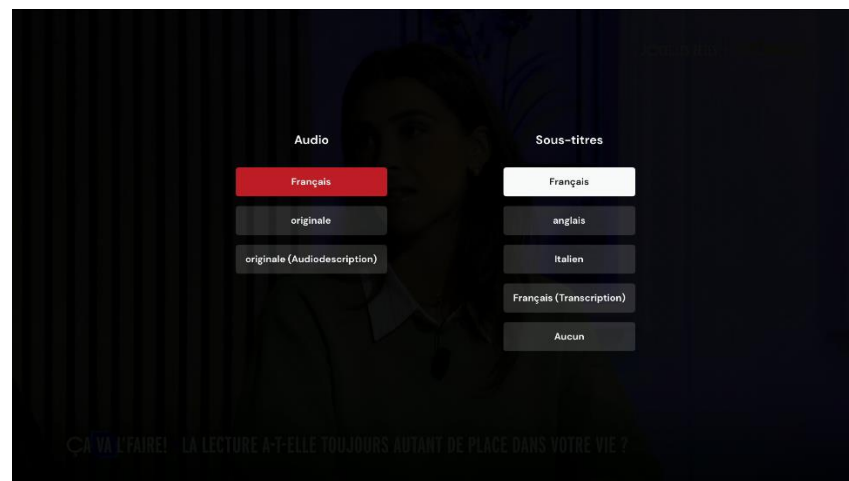 Audio
Français
originale
originale (Audiodescription)
Sous-titres
Français
anglais
Italien
Français (Transcription)
Aucun
ÇA VA L'FAIRE! LA LECTURE A-T-ELLE TOUJOURS AUTANT DE PLACE DANS VOTRE VIE ?